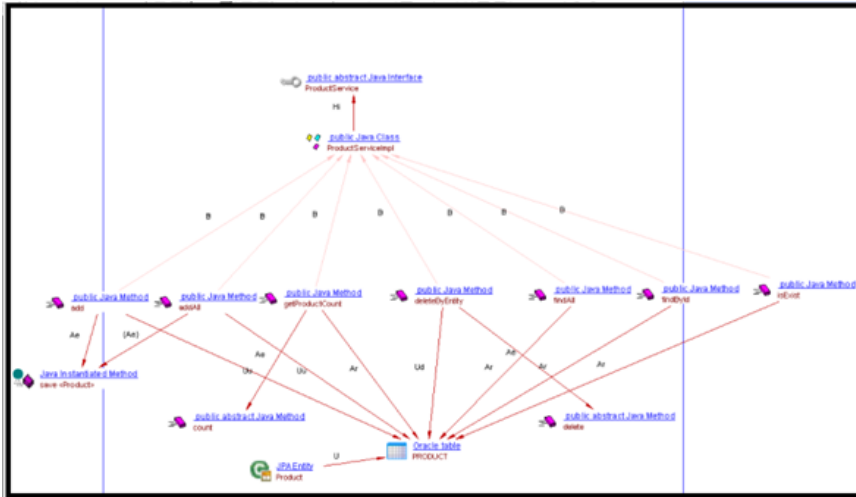 public abstract Java Interface
ProductService
Hi
public Java Class
ProductServiceImpl
B B B B B B B
public Java Method
add
public Java Method
addAll
public Java Method
getProductCount
public Java Method
deleteByEntity
public Java Method
findAll
public Java Method
findById
public Java Method
isExist
Ae (Ae) Ae Uu Uu Ar Ud Ar Ae Ar Ar
Java Instantiated Method
save <Product>
public abstract Java Method
count
public abstract Java Method
delete
Oracle table
PRODUCT
JPA Entity
Product
U